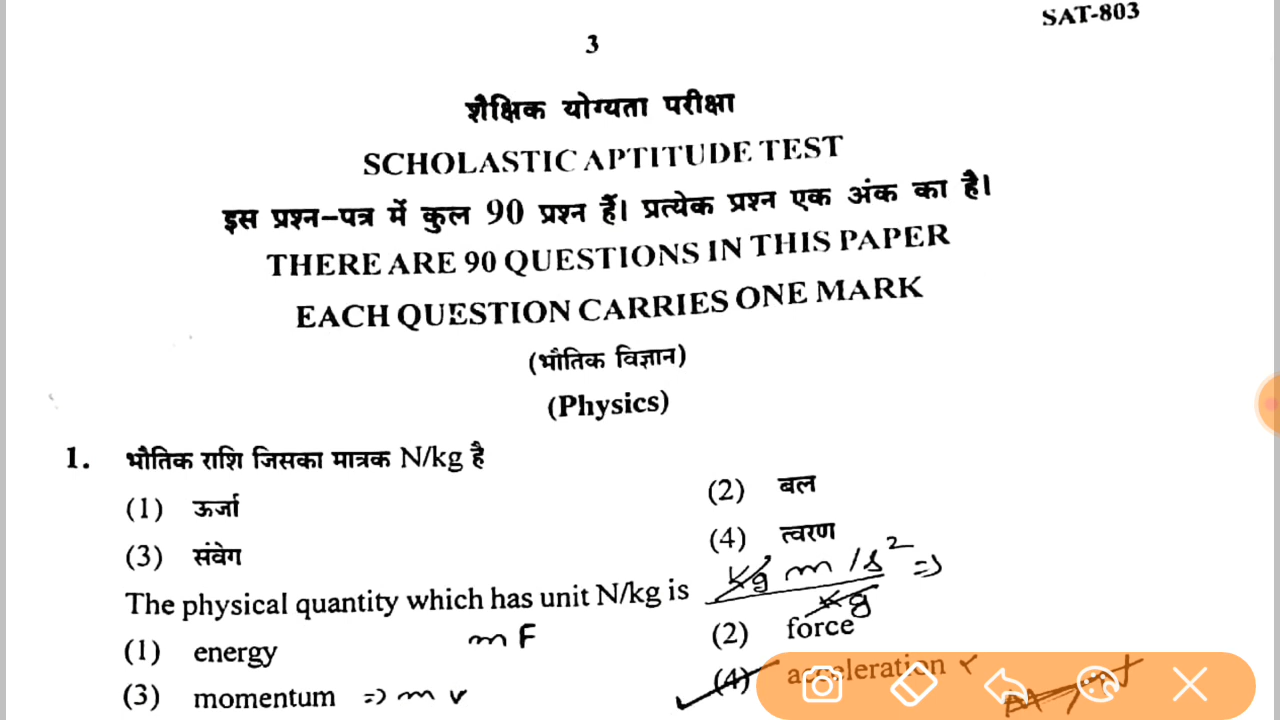 SAT-803
3
शैक्षिक योग्यता परीक्षा
SCHOLASTIC APTITUDE TEST
इस प्रश्न-पत्र में कुल 90 प्रश्न हैं। प्रत्येक प्रश्न एक अंक का है।
THERE ARE 90 QUESTIONS IN THIS PAPER
EACH QUESTION CARRIES ONE MARK
(भौतिक विज्ञान)
(Physics)
1. भौतिक राशि जिसका मात्रक N/kg है
(1) ऊर्जा (2) बल
(3) संवेग (4) त्वरण
The physical quantity which has unit N/kg is kg m/s² =>
kg
(1) energy m F (2) force
(3) momentum => m v (4) acceleration